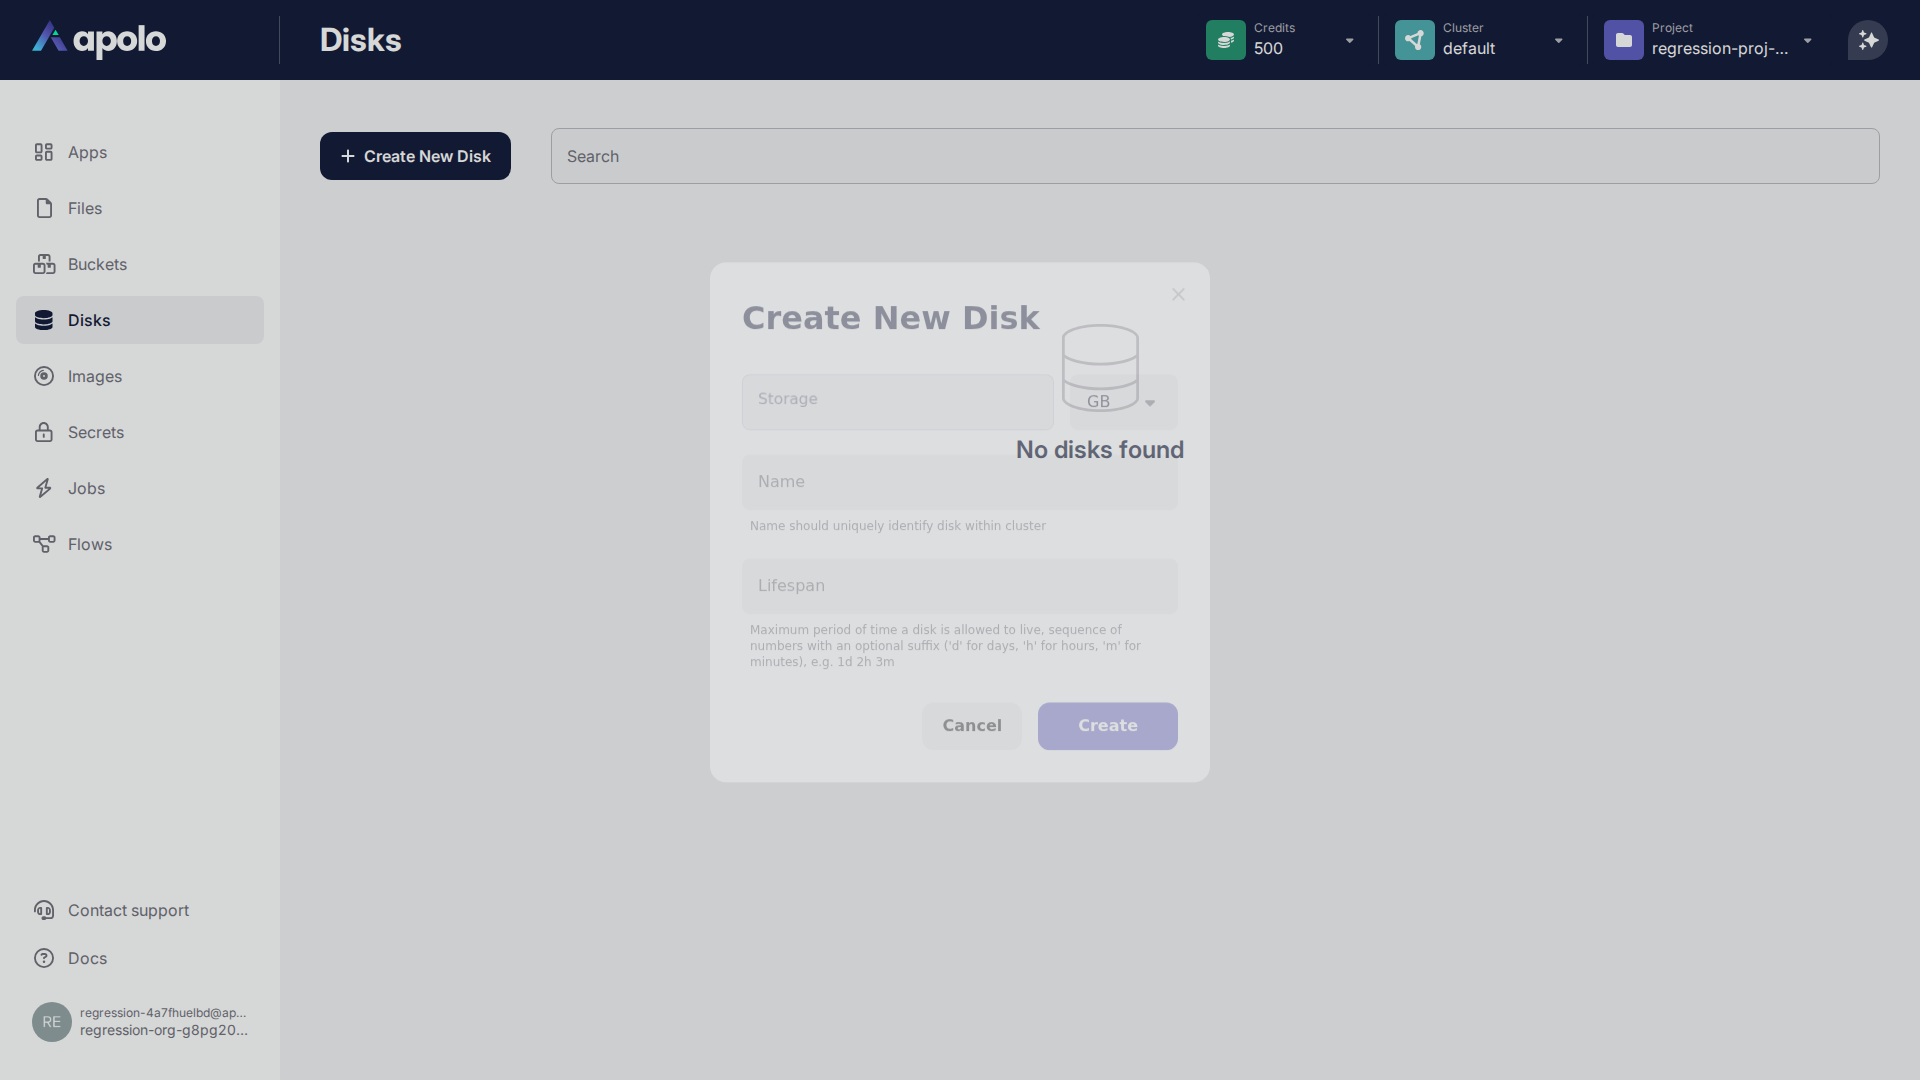 apolo
Disks
Credits
500
Cluster
default
Project
regression-proj-...
Apps
Files
Buckets
Disks
Images
Secrets
Jobs
Flows
Contact support
Docs
RE
regression-4a7fhuelbd@ap...
regression-org-g8pg20...
Create New Disk
Search
Create New Disk
Storage
GB
No disks found
Name
Name should uniquely identify disk within cluster
Lifespan
Maximum period of time a disk is allowed to live, sequence of
numbers with an optional suffix ('d' for days, 'h' for hours, 'm' for
minutes), e.g. 1d 2h 3m
Cancel
Create